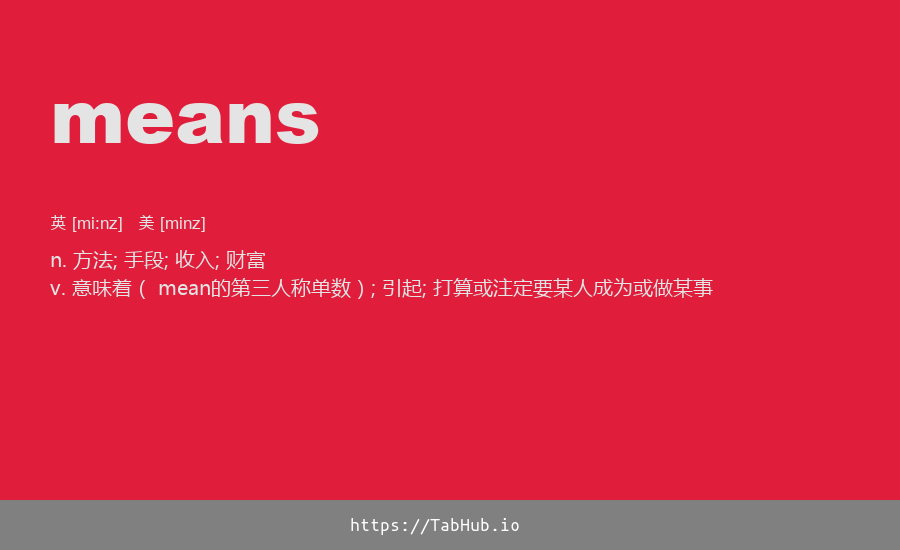 means
英 [mi:nz] 美 [minz]
n. 方法; 手段; 收入; 财富
v. 意味着（ mean的第三人称单数）; 引起; 打算或注定要某人成为或做某事
https://TabHub.io